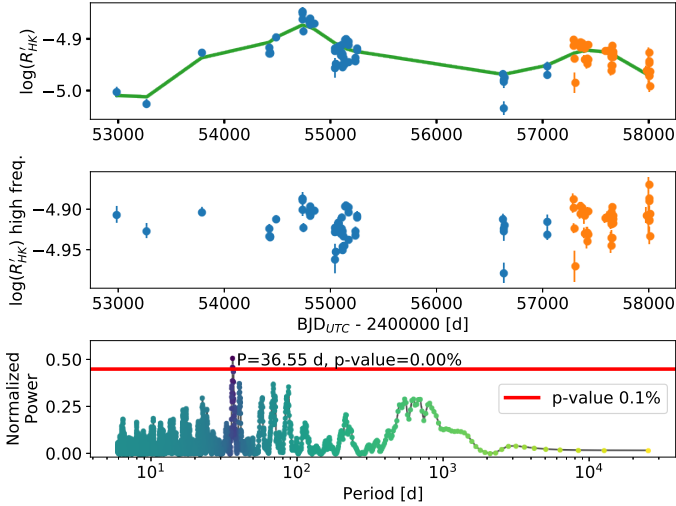 log(R′HK)
−4.9
−5.0
53000 54000 55000 56000 57000 58000
log(R′HK) high freq.
−4.90
−4.95
53000 54000 55000 56000 57000 58000
BJD_UTC - 2400000 [d]
Normalized
Power
0.50
0.25
0.00
P=36.55 d, p-value=0.00%
p-value 0.1%
10¹ 10² 10³ 10⁴
Period [d]